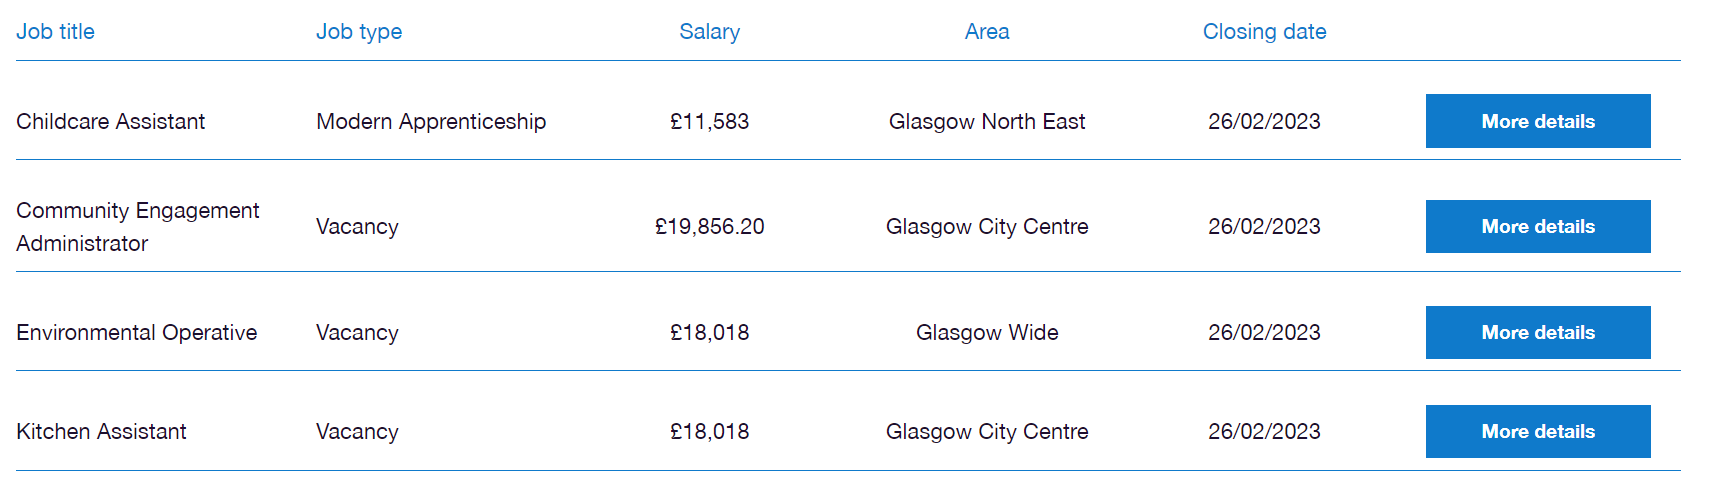 Job title Job type Salary Area Closing date
Childcare Assistant Modern Apprenticeship £11,583 Glasgow North East 26/02/2023 More details
Community Engagement
Administrator Vacancy £19,856.20 Glasgow City Centre 26/02/2023 More details
Environmental Operative Vacancy £18,018 Glasgow Wide 26/02/2023 More details
Kitchen Assistant Vacancy £18,018 Glasgow City Centre 26/02/2023 More details